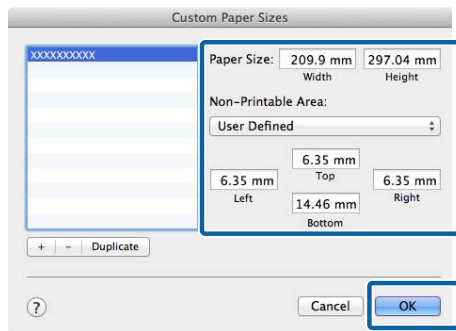 Custom Paper Sizes
XXXXXXXXXX
Paper Size: 209.9 mm 297.04 mm
Width Height
Non-Printable Area:
User Defined
6.35 mm
Top
6.35 mm 6.35 mm
Left Right
14.46 mm
Bottom
+ - Duplicate
? Cancel OK